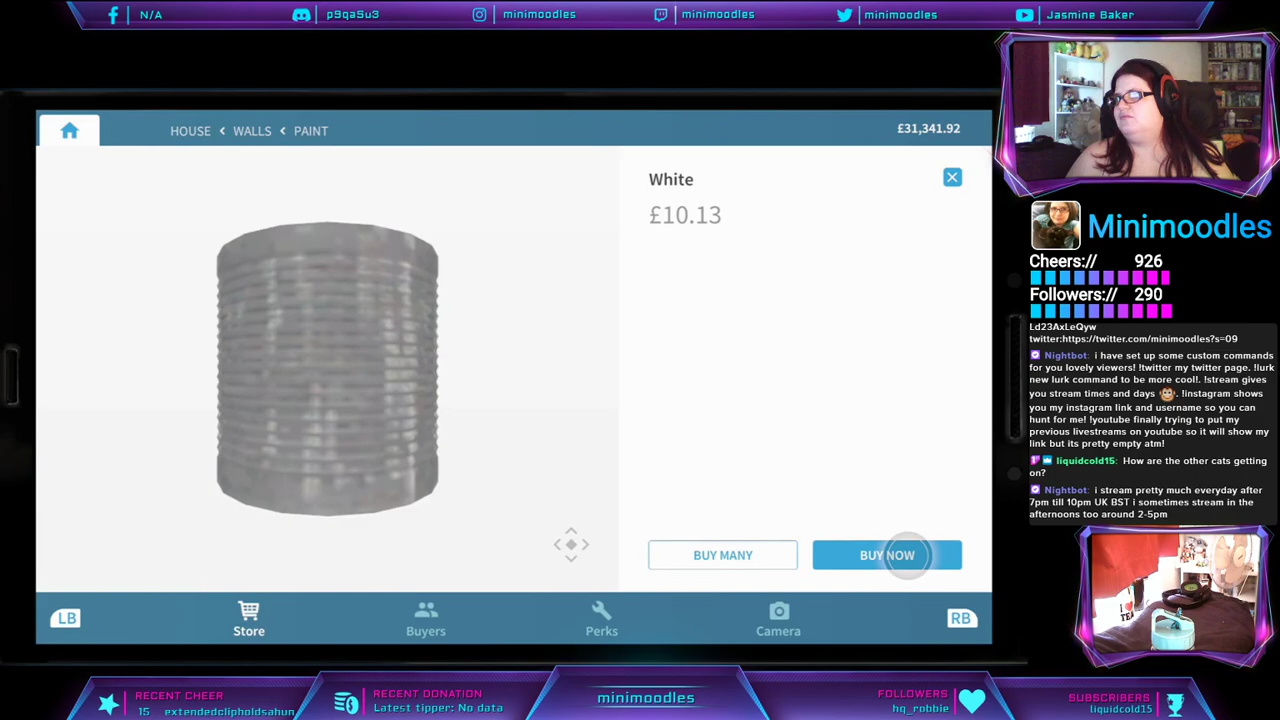 N/A
p9qaSu3
minimoodles
minimoodles
minimoodles
Jasmine Baker
HOUSE < WALLS < PAINT
£31,341.92
White
£10.13
BUY MANY
BUY NOW
LB
Store
Buyers
Perks
Camera
RB
Minimoodles
Cheers:// 926
Followers:// 290
Ld23AxLeQyw
twitter:https://twitter.com/minimoodles?s=09
Nightbot: i have set up some custom commands
for you lovely viewers! !twitter my twitter page. !lurk
new lurk command to be more cool!. !stream gives
you stream times and days
. !instagram shows
you my instagram link and username so you can
hunt for me! !youtube finally trying to put my
previous livestreams on youtube so it will show my
link but its pretty empty atm!
liquidcold15: How are the other cats getting
on?
Nightbot: i stream pretty much everyday after
7pm till 10pm UK BST i sometimes stream in the
afternoons too around 2-5pm
I
TEA
RECENT CHEER
15 extendedclipholdsahun
RECENT DONATION
Latest tipper: No data
minimoodles
FOLLOWERS
hq_robbie
SUBSCRIBERS
liquidcold15